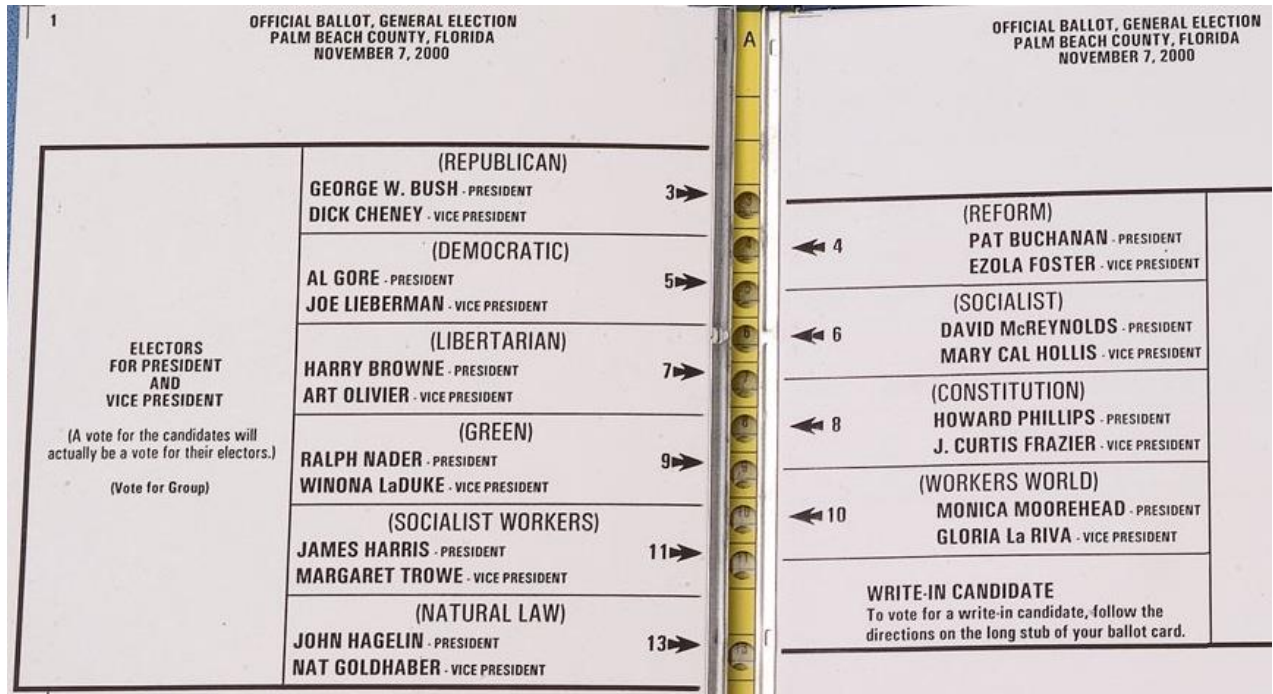 1
OFFICIAL BALLOT, GENERAL ELECTION
PALM BEACH COUNTY, FLORIDA
NOVEMBER 7, 2000
ELECTORS
FOR PRESIDENT
AND
VICE PRESIDENT
(A vote for the candidates will
actually be a vote for their electors.)
(Vote for Group)
(REPUBLICAN)
GEORGE W. BUSH - PRESIDENT
DICK CHENEY - VICE PRESIDENT
3
(DEMOCRATIC)
AL GORE - PRESIDENT
JOE LIEBERMAN - VICE PRESIDENT
5
(LIBERTARIAN)
HARRY BROWNE - PRESIDENT
ART OLIVIER - VICE PRESIDENT
7
(GREEN)
RALPH NADER - PRESIDENT
WINONA LaDUKE - VICE PRESIDENT
9
(SOCIALIST WORKERS)
JAMES HARRIS - PRESIDENT
MARGARET TROWE - VICE PRESIDENT
11
(NATURAL LAW)
JOHN HAGELIN - PRESIDENT
NAT GOLDHABER - VICE PRESIDENT
13
A
OFFICIAL BALLOT, GENERAL ELECTION
PALM BEACH COUNTY, FLORIDA
NOVEMBER 7, 2000
(REFORM)
4
PAT BUCHANAN - PRESIDENT
EZOLA FOSTER - VICE PRESIDENT
(SOCIALIST)
6
DAVID McREYNOLDS - PRESIDENT
MARY CAL HOLLIS - VICE PRESIDENT
(CONSTITUTION)
8
HOWARD PHILLIPS - PRESIDENT
J. CURTIS FRAZIER - VICE PRESIDENT
(WORKERS WORLD)
10
MONICA MOOREHEAD - PRESIDENT
GLORIA La RIVA - VICE PRESIDENT
WRITE-IN CANDIDATE
To vote for a write-in candidate, follow the
directions on the long stub of your ballot card.